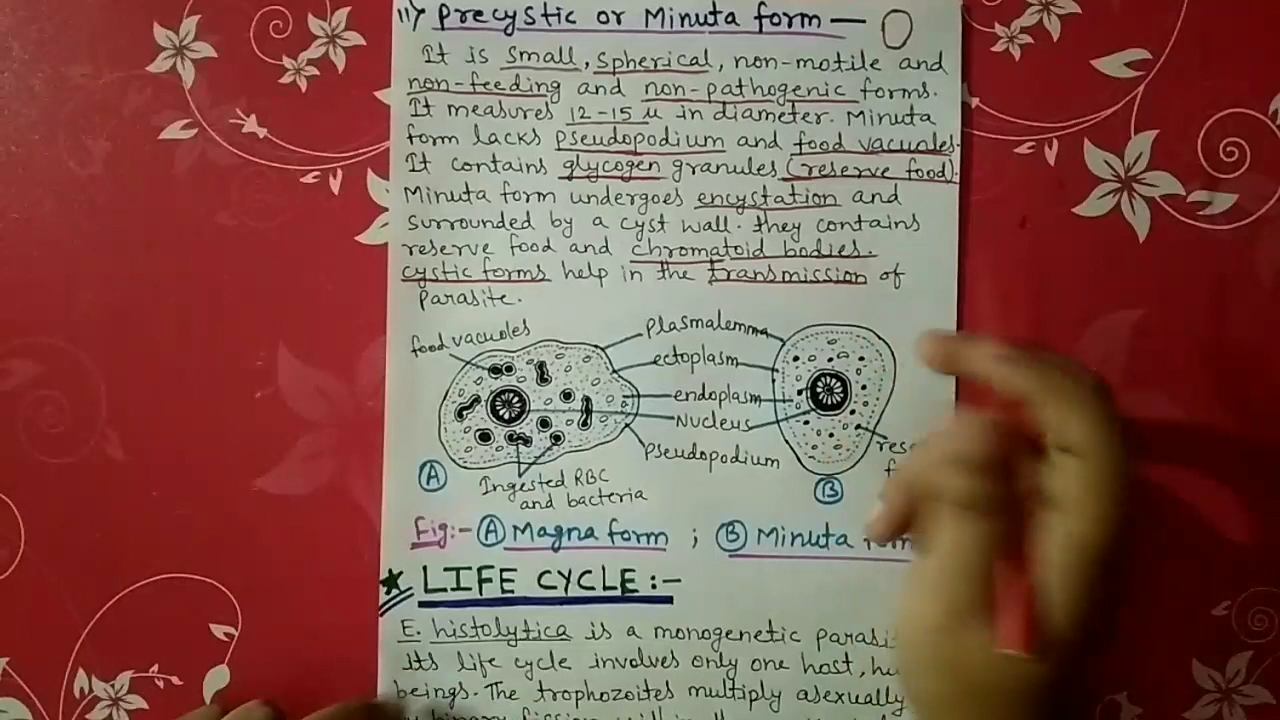 11) Precystic or Minuta form —
It is small, spherical, non-motile and
non-feeding and non-pathogenic forms.
It measures 12-15 μ in diameter. Minuta
form lacks pseudopodium and food vacuoles.
It contains glycogen granules (reserve food).
Minuta form undergoes encystation and
surrounded by a cyst wall. they contains
reserve food and chromatoid bodies.
cystic forms help in the transmission of
parasite.
food vacuoles
Plasmalemma
ectoplasm
endoplasm
Nucleus
Pseudopodium
Ingested RBC
and bacteria
A
B
Fig:- A Magna form ; B Minuta
LIFE CYCLE:-
E. histolytica is a monogenetic
Its life cycle involves only one host,
beings. The trophozoites multiply asexually